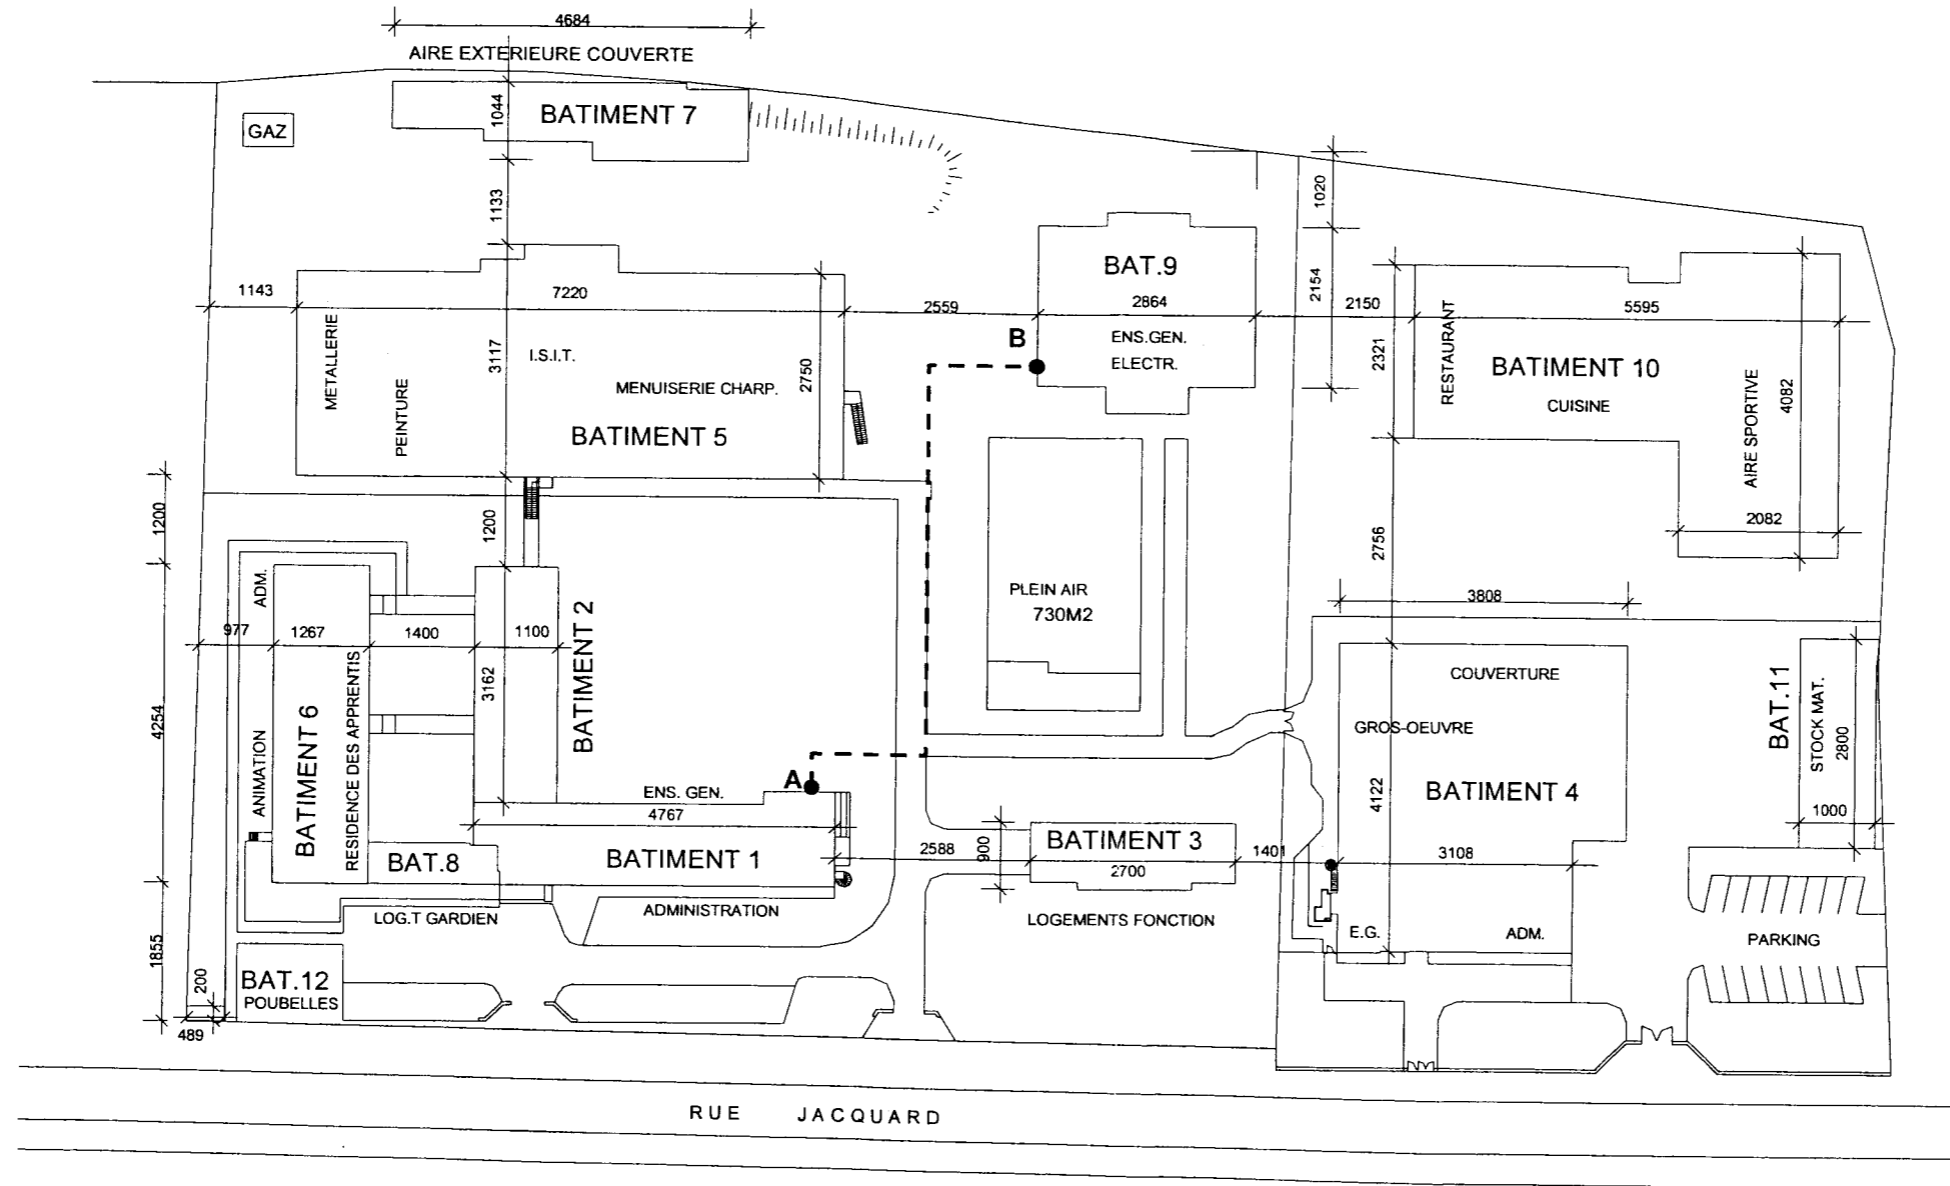 4684
AIRE EXTERIEURE COUVERTE
1044
BATIMENT 7
GAZ
1133
1020
BAT.9
2154
1143
7220
2559
2864
2150
5595
METALLERIE
3117
I.S.I.T.
B
ENS.GEN.
ELECTR.
2321
RESTAURANT
BATIMENT 10
PEINTURE
MENUISERIE CHARP.
2750
CUISINE
AIRE SPORTIVE
4082
BATIMENT 5
1200
1200
2756
2082
ADM.
PLEIN AIR
730M2
3808
977
1267
1400
1100
BATIMENT 2
3162
RESIDENCE DES APPRENTIS
COUVERTURE
4254
ANIMATION
BATIMENT 6
GROS-OEUVRE
BAT.11
STOCK MAT.
2800
A
ENS. GEN.
4122
BATIMENT 4
4767
1000
BAT.8
BATIMENT 1
2588
900
BATIMENT 3
2700
1401
3108
LOG.T GARDIEN
ADMINISTRATION
LOGEMENTS FONCTION
E.G.
ADM.
PARKING
1855
200
BAT.12
POUBELLES
489
RUE JACQUARD